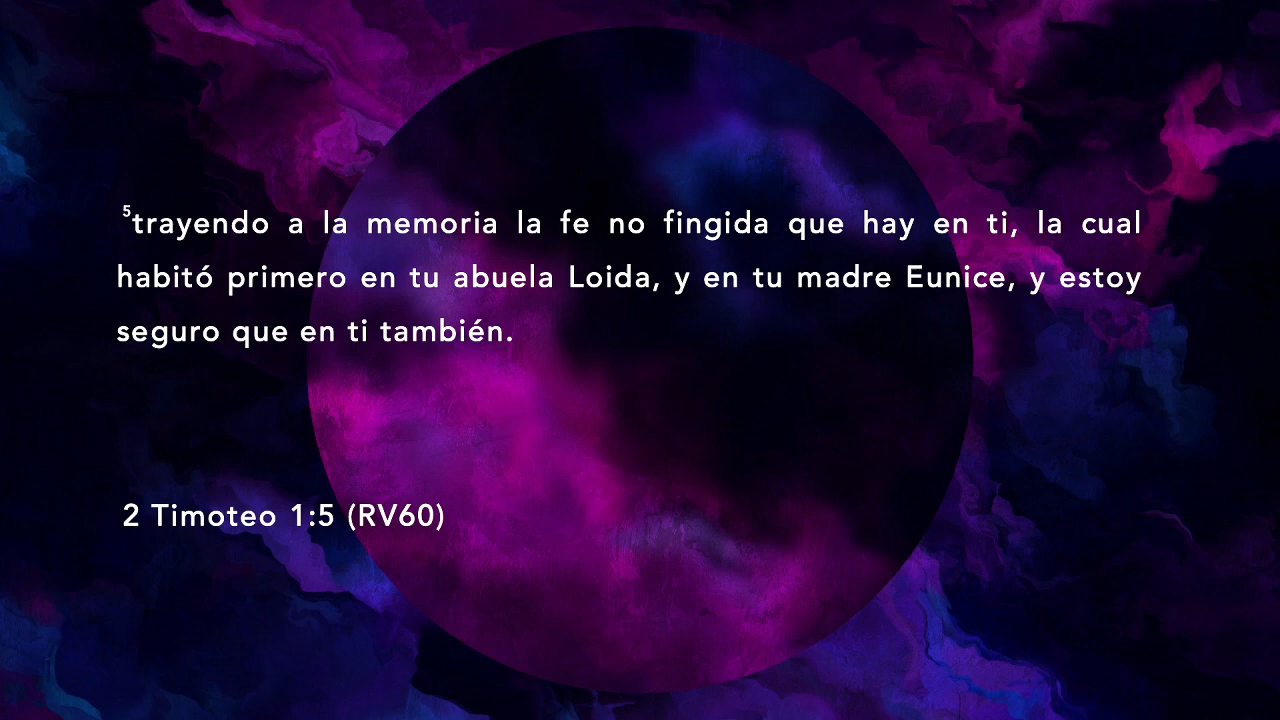 ⁵trayendo a la memoria la fe no fingida que hay en ti, la cual
habitó primero en tu abuela Loida, y en tu madre Eunice, y estoy
seguro que en ti también.
2 Timoteo 1:5 (RV60)